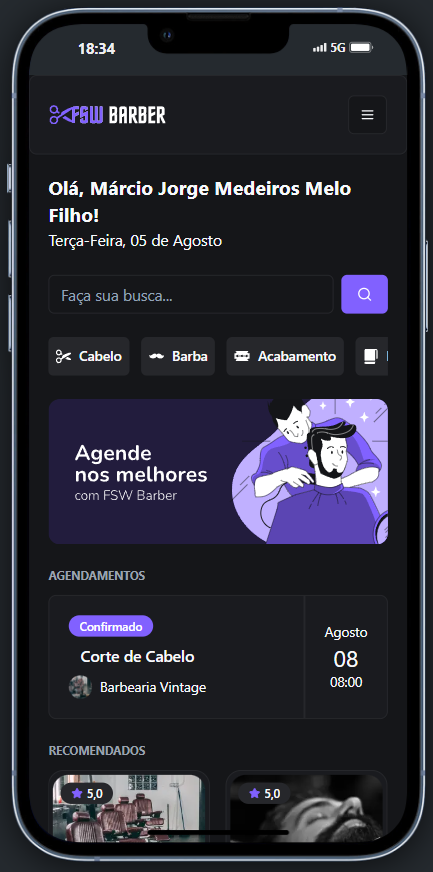 18:34
5G
FSW BARBER
Olá, Márcio Jorge Medeiros Melo
Filho!
Terça-Feira, 05 de Agosto
Faça sua busca...
Cabelo
Barba
Acabamento
Agende
nos melhores
com FSW Barber
AGENDAMENTOS
Confirmado
Corte de Cabelo
Barbearia Vintage
Agosto
08
08:00
RECOMENDADOS
5,0
5,0